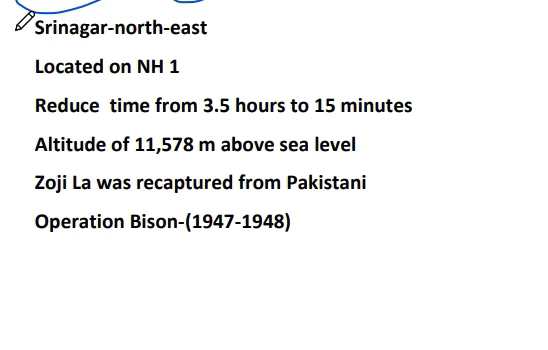 Srinagar-north-east
Located on NH 1
Reduce  time from 3.5 hours to 15 minutes
Altitude of 11,578 m above sea level
Zoji La was recaptured from Pakistani
Operation Bison-(1947-1948)